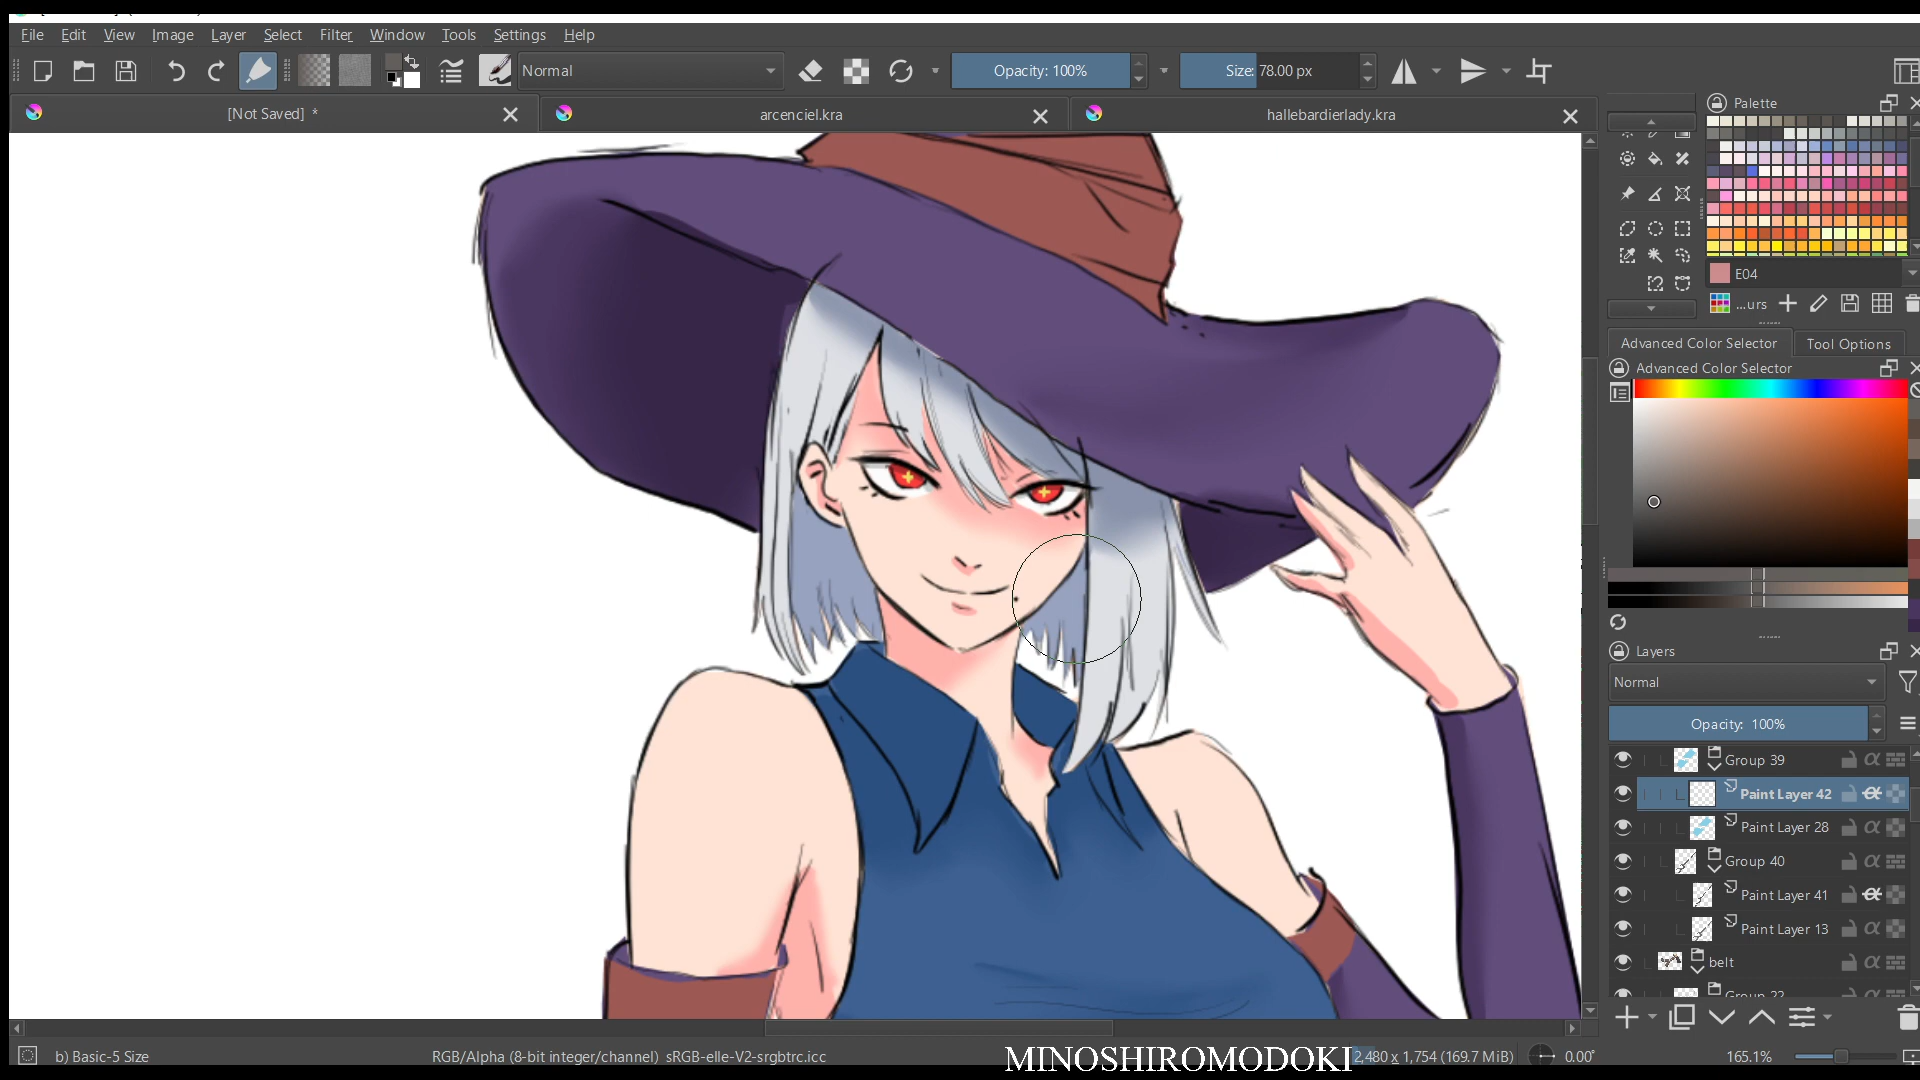 File Edit View Image Layer Select Filter Window Tools Settings Help
Normal Opacity: 100% Size: 78.00 px
[Not Saved] * arcenciel.kra hallebardierlady.kra
Palette
E04
...urs
Advanced Color Selector Tool Options
Advanced Color Selector
Layers
Normal
Opacity: 100%
Group 39
Paint Layer 42
Paint Layer 28
Group 40
Paint Layer 41
Paint Layer 13
belt
Group 22
b) Basic-5 Size RGB/Alpha (8-bit integer/channel) sRGB-elle-V2-srgbtrc.icc MINOSHIROMODOKI 2,480 x 1,754 (169.7 MiB) 0.00° 165.1%